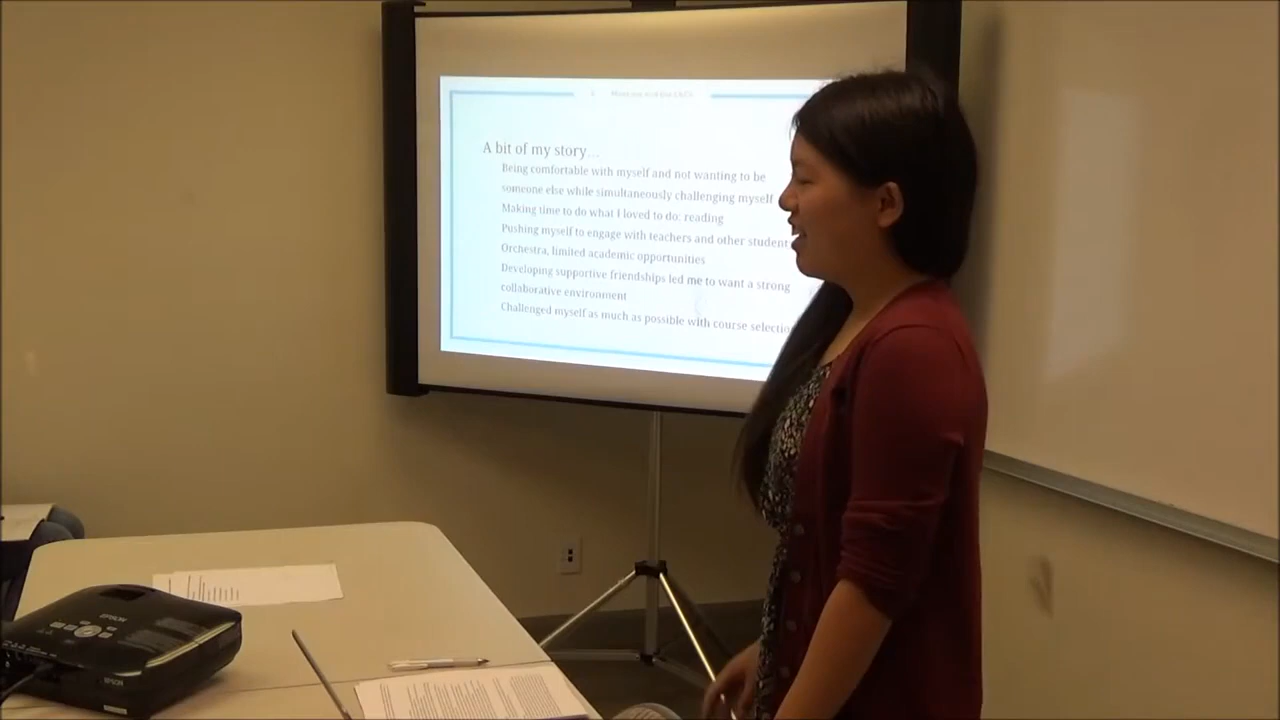 A bit of my story…
Being comfortable with myself and not wanting to be
someone else while simultaneously challenging myself
Making time to do what I loved to do: reading
Pushing myself to engage with teachers and other student
Orchestra, limited academic opportunities
Developing supportive friendships led me to want a strong
collaborative environment
Challenged myself as much as possible with course selectio
EPSON
EPSON